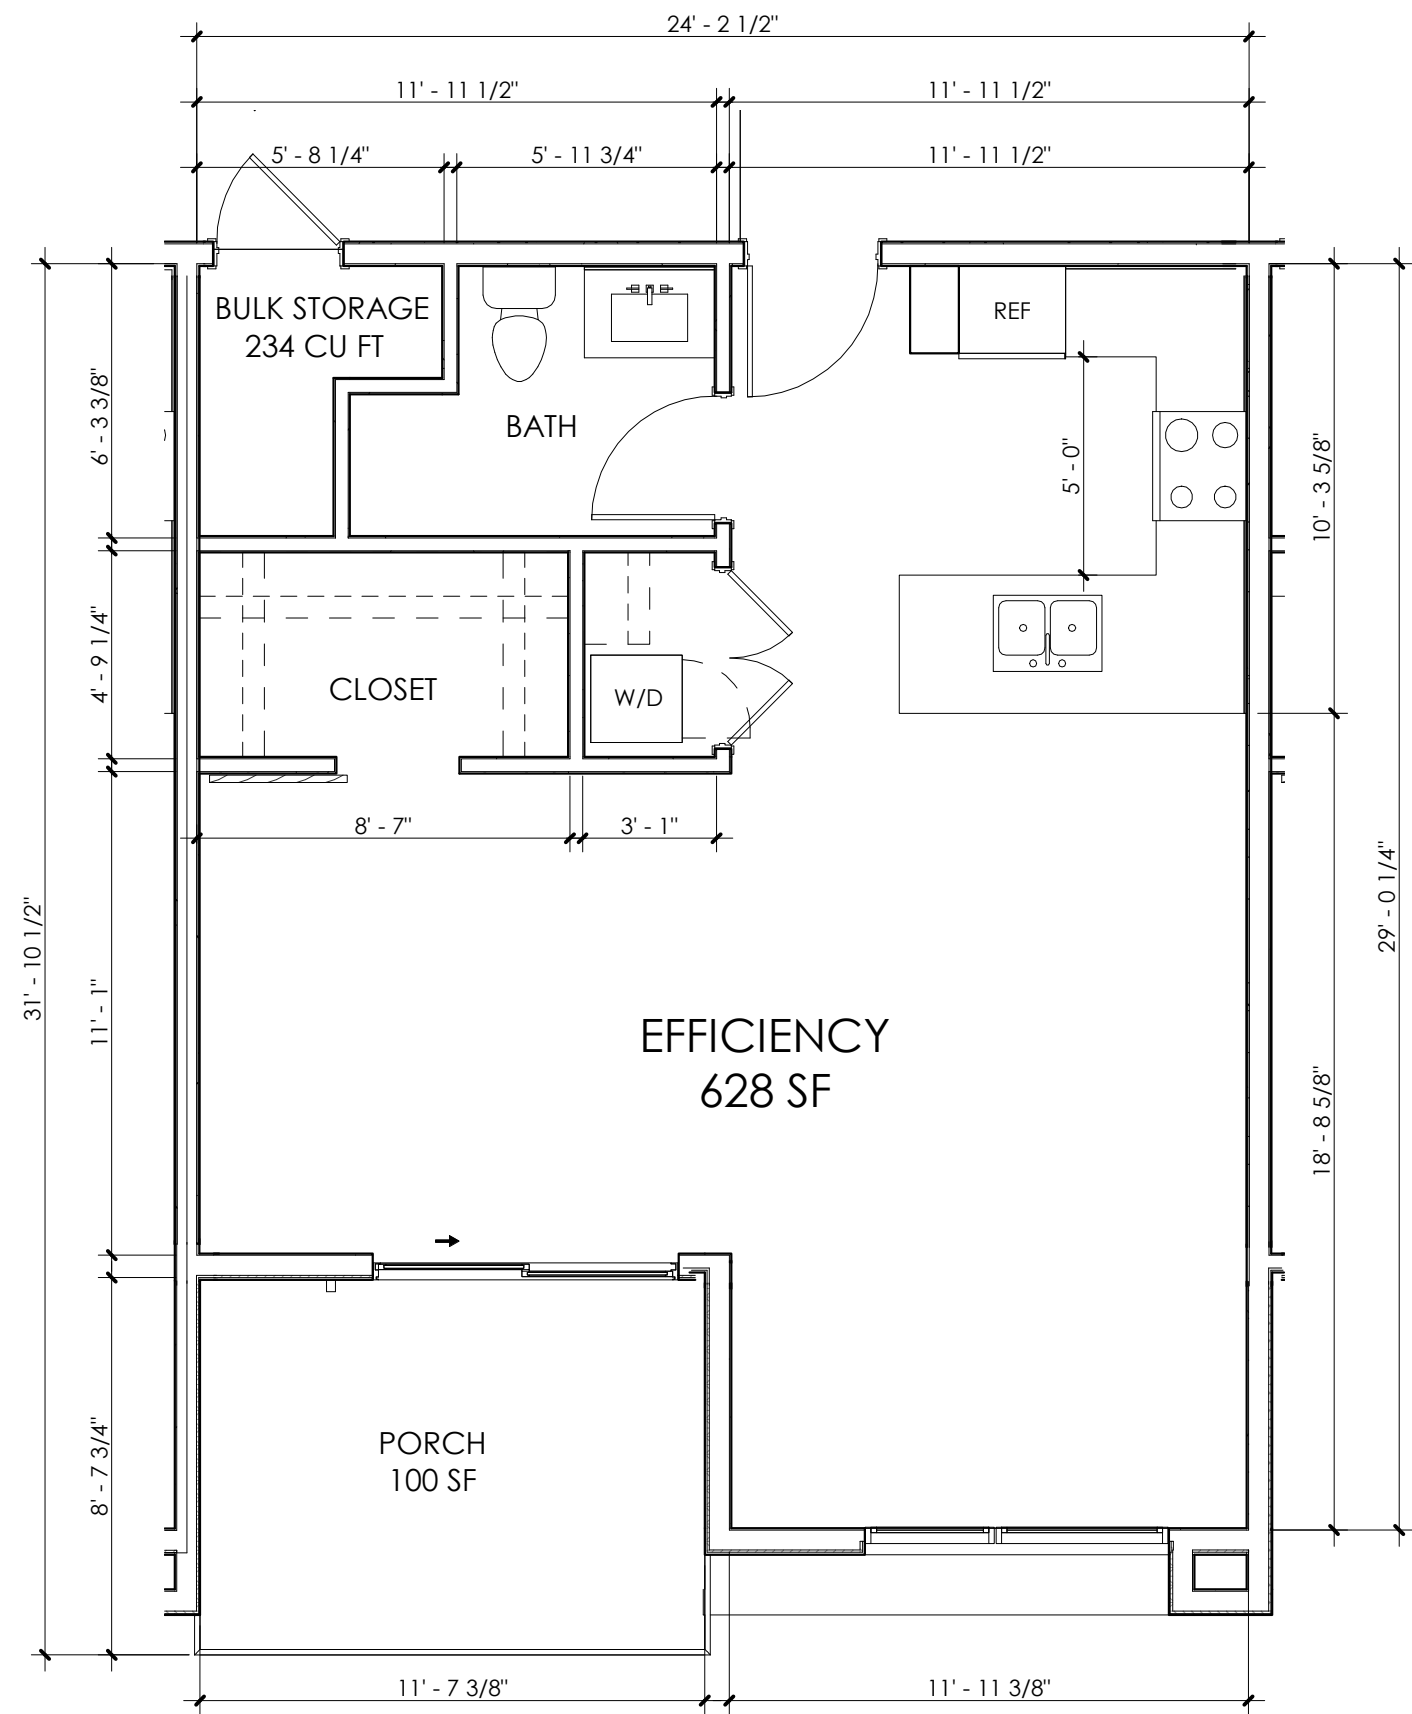 24' - 2 1/2"
11' - 11 1/2"
11' - 11 1/2"
5' - 8 1/4"
5' - 11 3/4"
11' - 11 1/2"
BULK STORAGE
234 CU FT
REF
6' - 3 3/8"
BATH
5' - 0"
10' - 3 5/8"
4' - 9 1/4"
CLOSET
W/D
8' - 7"
3' - 1"
31' - 10 1/2"
11' - 1"
29' - 0 1/4"
EFFICIENCY
628 SF
18' - 8 5/8"
PORCH
100 SF
8' - 7 3/4"
11' - 7 3/8"
11' - 11 3/8"